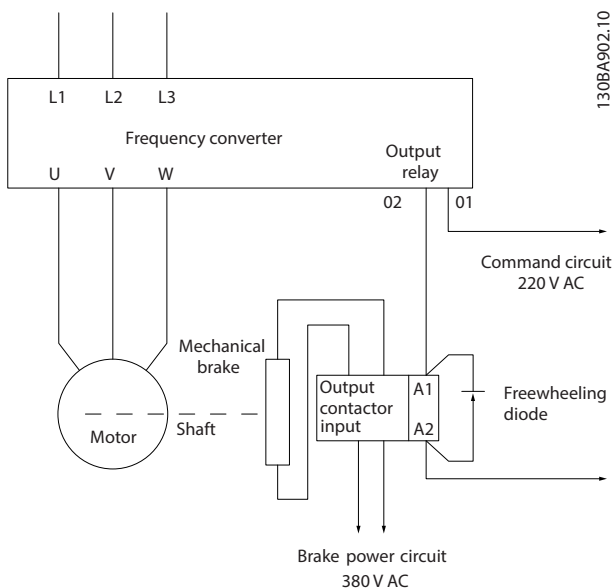 130BA902.10
L1 L2 L3
Frequency converter
U V W
Output
relay
02 01
Command circuit
220 V AC
Mechanical
brake
Output
contactor
input
A1
A2
Freewheeling
diode
Motor
Shaft
Brake power circuit
380 V AC